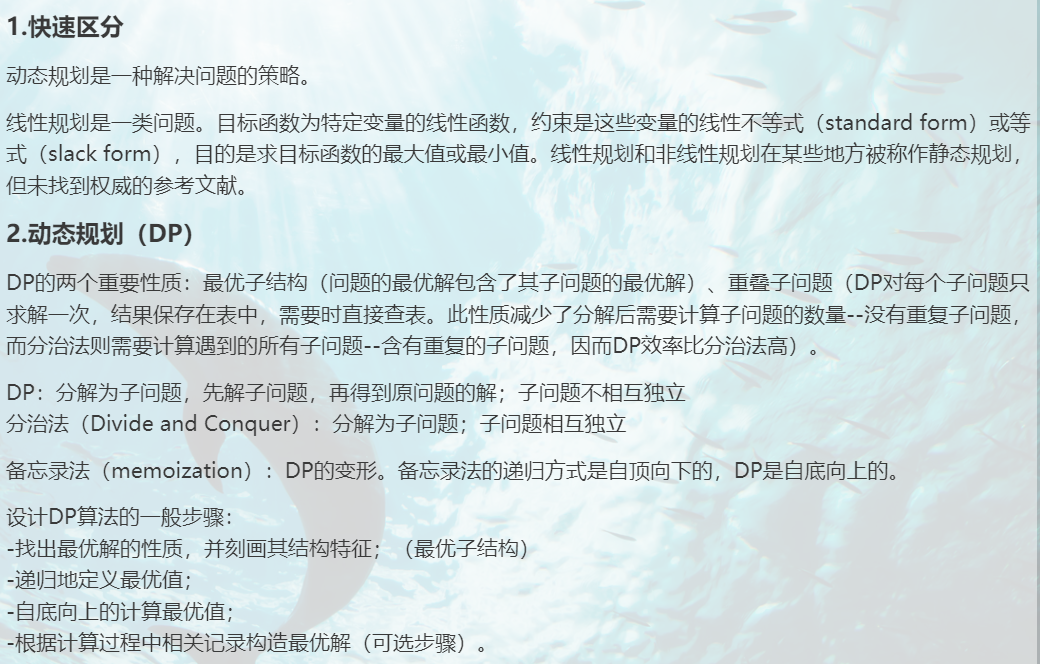 1.快速区分
动态规划是一种解决问题的策略。
线性规划是一类问题。目标函数为特定变量的线性函数，约束是这些变量的线性不等式（standard form）或等
式（slack form），目的是求目标函数的最大值或最小值。线性规划和非线性规划在某些地方被称作静态规划，
但未找到权威的参考文献。
2.动态规划（DP）
DP的两个重要性质：最优子结构（问题的最优解包含了其子问题的最优解）、重叠子问题（DP对每个子问题只
求解一次，结果保存在表中，需要时直接查表。此性质减少了分解后需要计算子问题的数量--没有重复子问题，
而分治法则需要计算遇到的所有子问题--含有重复的子问题，因而DP效率比分治法高）。
DP：分解为子问题，先解子问题，再得到原问题的解；子问题不相互独立
分治法（Divide and Conquer）：分解为子问题；子问题相互独立
备忘录法（memoization）：DP的变形。备忘录法的递归方式是自顶向下的，DP是自底向上的。
设计DP算法的一般步骤：
-找出最优解的性质，并刻画其结构特征；（最优子结构）
-递归地定义最优值；
-自底向上的计算最优值；
-根据计算过程中相关记录构造最优解（可选步骤）。